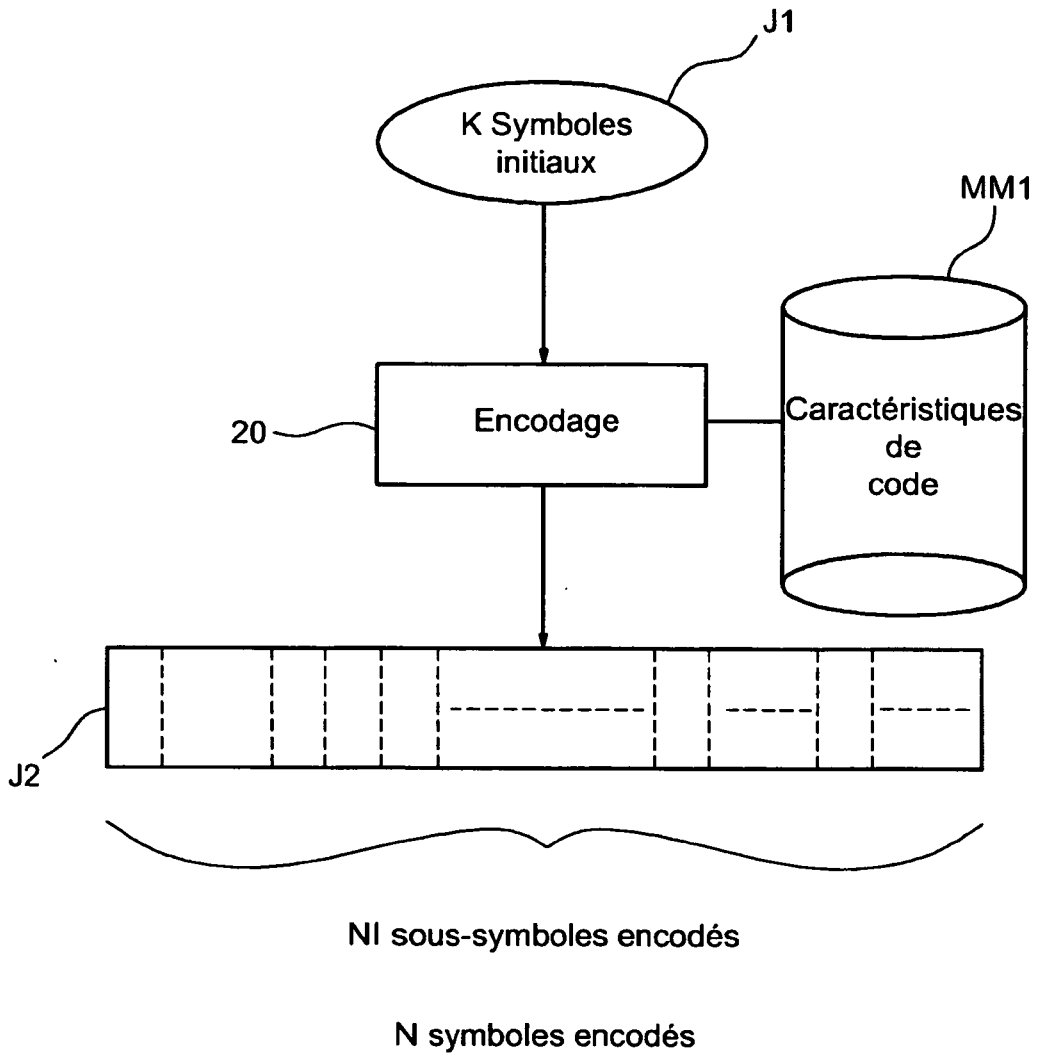 J1
K Symboles
initiaux
MM1
20
Encodage
Caractéristiques
de
code
J2
NI sous-symboles encodés
N symboles encodés